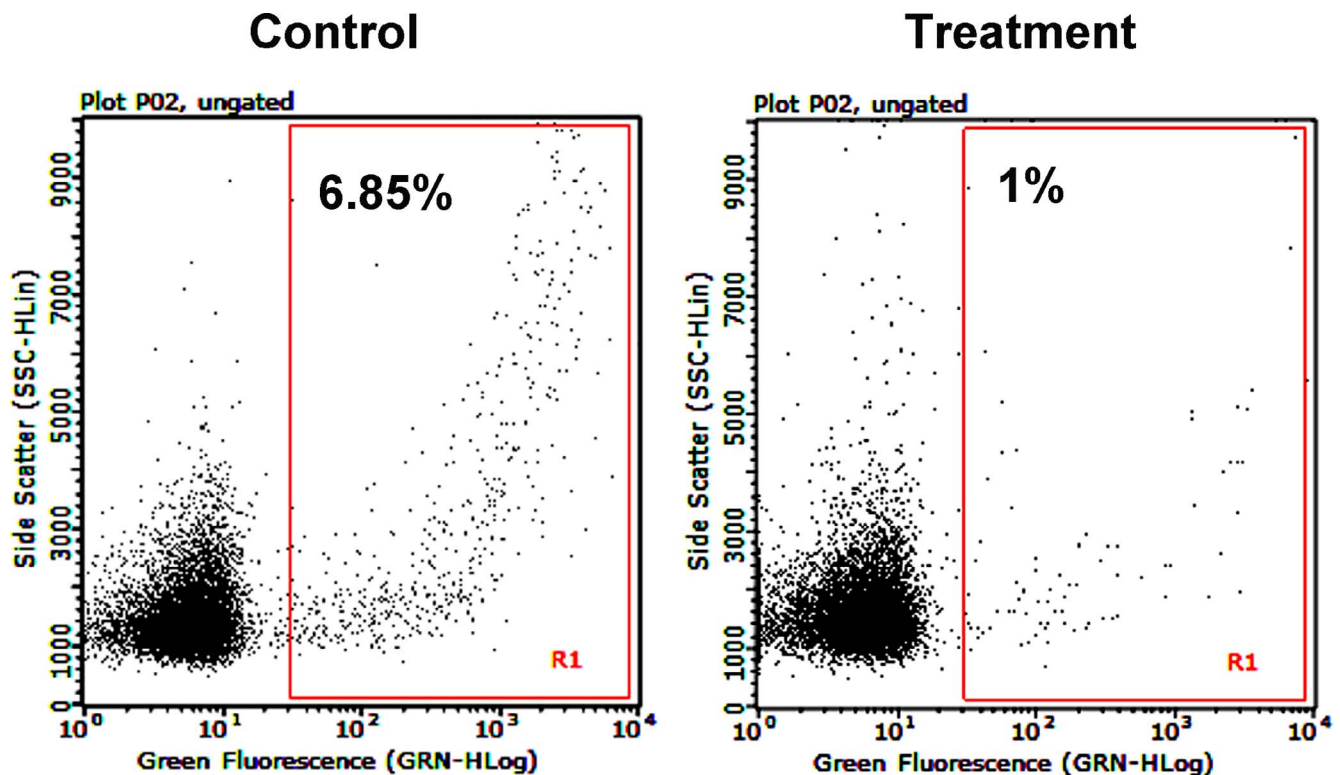 Control
Treatment
Plot P02, ungated
6.85%
R1
Side Scatter (SSC-HLin)
9000
7000
5000
3000
1000
0
10^0 10^1 10^2 10^3 10^4
Green Fluorescence (GRN-HLog)
Plot P02, ungated
1%
R1
Side Scatter (SSC-HLin)
9000
7000
5000
3000
1000
0
10^0 10^1 10^2 10^3 10^4
Green Fluorescence (GRN-HLog)